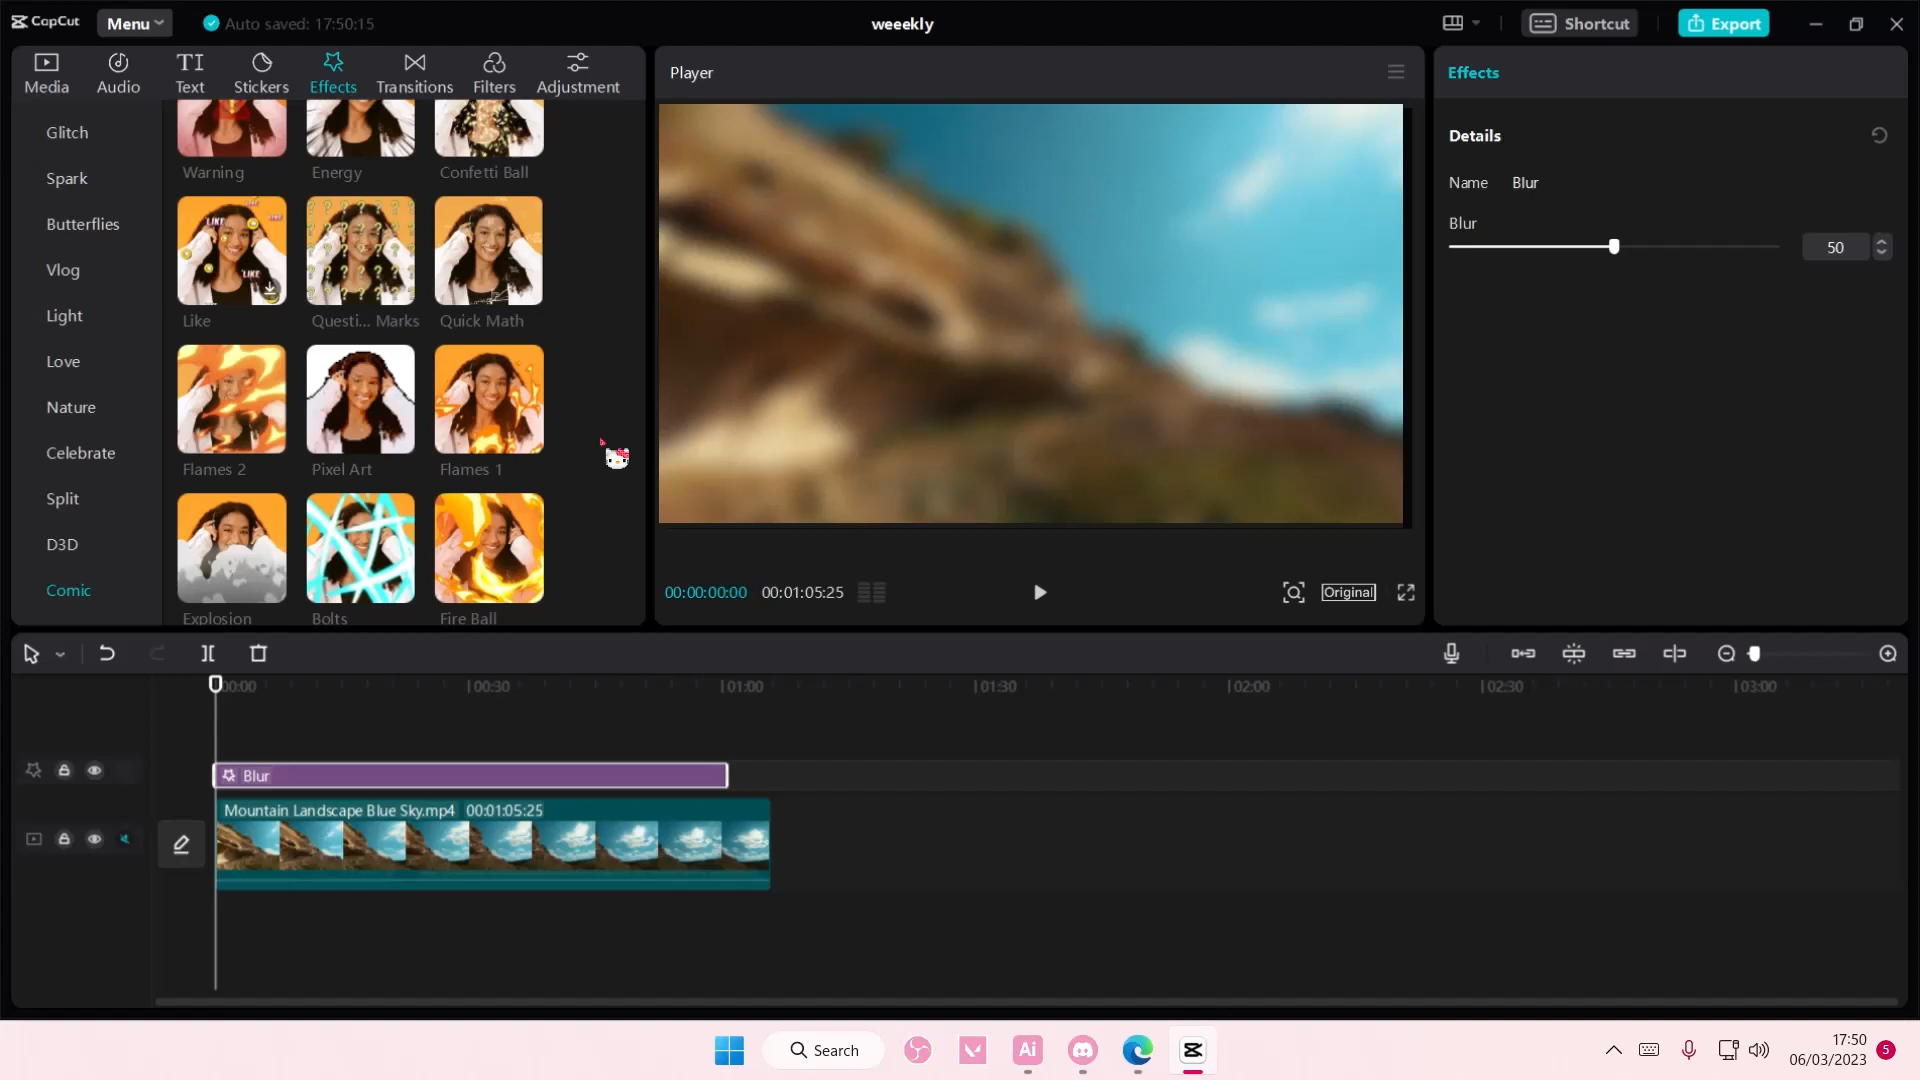 CapCut
Menu
Auto saved: 17:50:15
weeekly
Shortcut
Export
Media
Audio
TI
Text
Stickers
Effects
Transitions
Filters
Adjustment
Player
Effects
Glitch
Spark
Butterflies
Vlog
Light
Love
Nature
Celebrate
Split
D3D
Comic
Warning
Energy
Confetti Ball
LIKE
LIKE
Like
Questi... Marks
Quick Math
Flames 2
Pixel Art
Flames 1
Explosion
Bolts
Fire Ball
Details
Name Blur
Blur
50
00:00:00:00 00:01:05:25
Original
00:00 00:30 01:00 01:30 02:00 02:30 03:00
Blur
Mountain Landscape Blue Sky.mp4 00:01:05:25
Search
Ai
17:50
06/03/2023
5